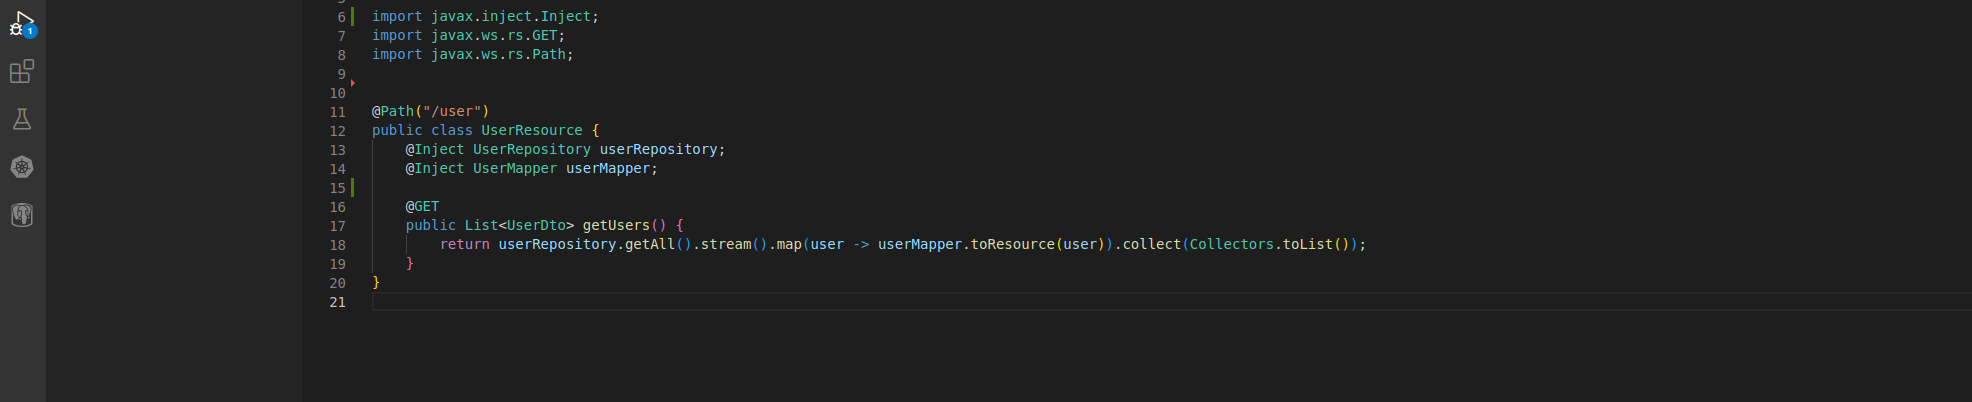 1
6 import javax.inject.Inject;
7 import javax.ws.rs.GET;
8 import javax.ws.rs.Path;
9
10
11 @Path("/user")
12 public class UserResource {
13     @Inject UserRepository userRepository;
14     @Inject UserMapper userMapper;
15
16     @GET
17     public List<UserDto> getUsers() {
18         return userRepository.getAll().stream().map(user -> userMapper.toResource(user)).collect(Collectors.toList());
19     }
20 }
21